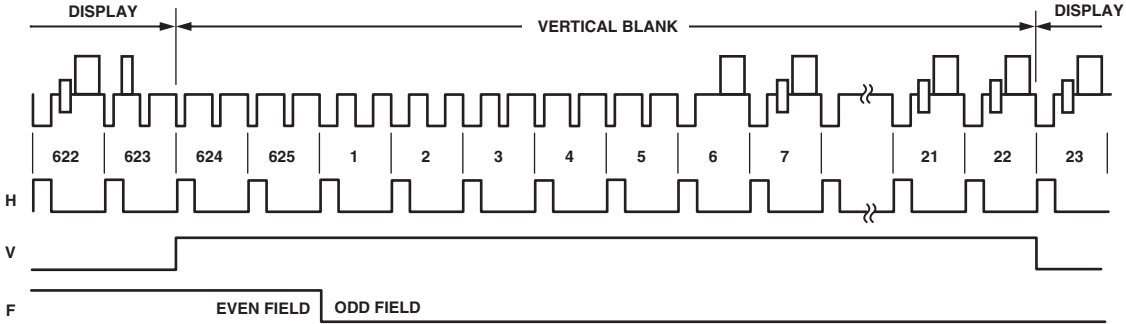 DISPLAY DISPLAY
VERTICAL BLANK
622 623 624 625 1 2 3 4 5 6 7 21 22 23
H
V
EVEN FIELD ODD FIELD
F